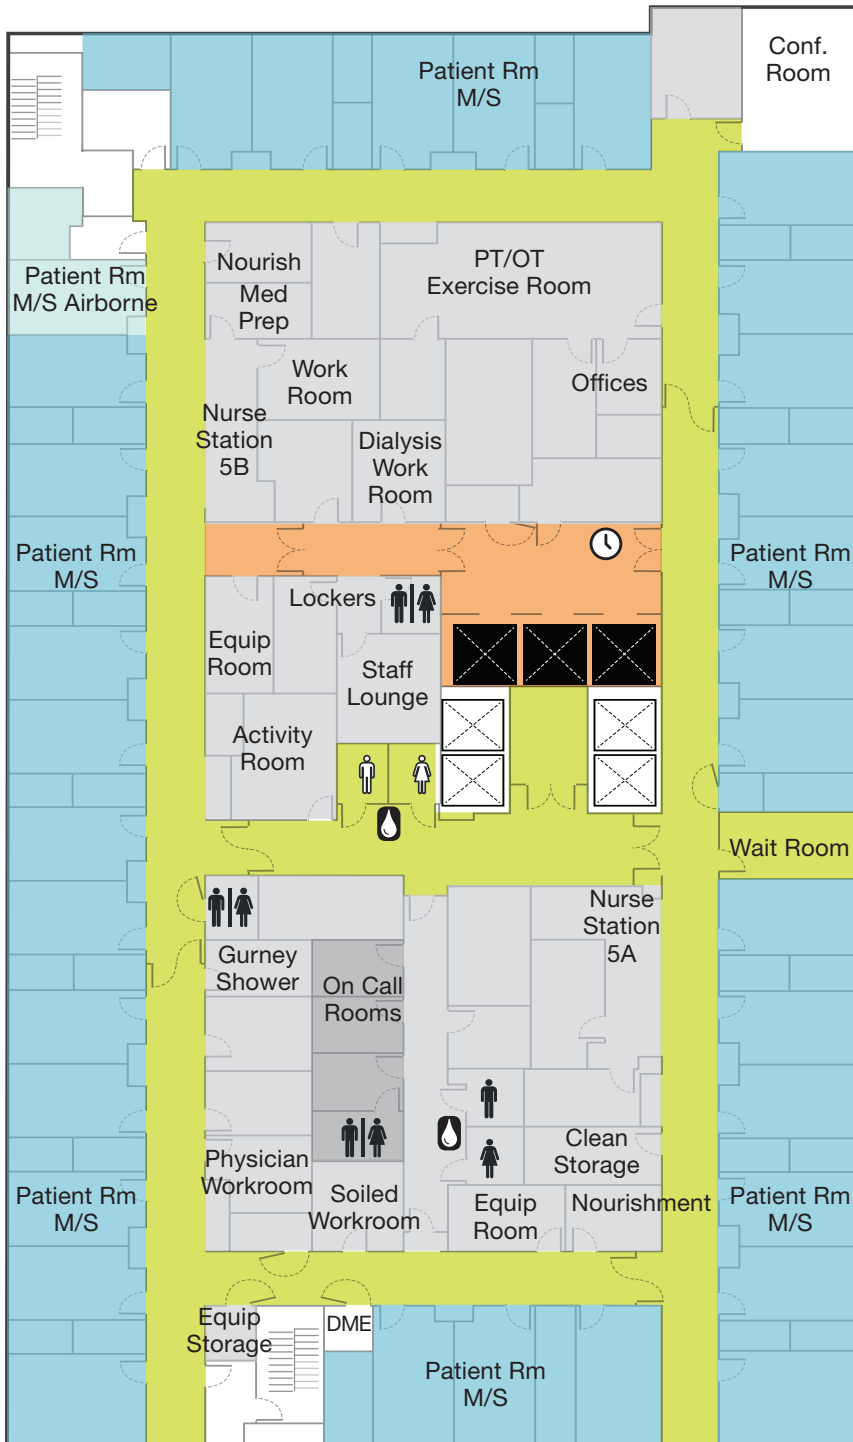 Conf.
Room
Patient Rm
M/S
Nourish
PT/OT
Exercise Room
Patient Rm
M/S Airborne
Med
Prep
Work
Room
Offices
Nurse
Station
5B
Dialysis
Work
Room
Patient Rm
M/S
Patient Rm
M/S
Lockers
Equip
Room
Staff
Lounge
Activity
Room
Wait Room
Nurse
Station
5A
Gurney
Shower
On Call
Rooms
Clean
Storage
Physician
Workroom
Soiled
Workroom
Equip
Room
Nourishment
Patient Rm
M/S
Patient Rm
M/S
Equip
Storage
DME
Patient Rm
M/S